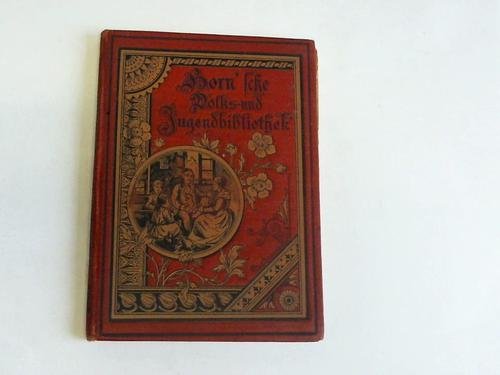 Horn'sche
Volks- und
Jugendbibliothek